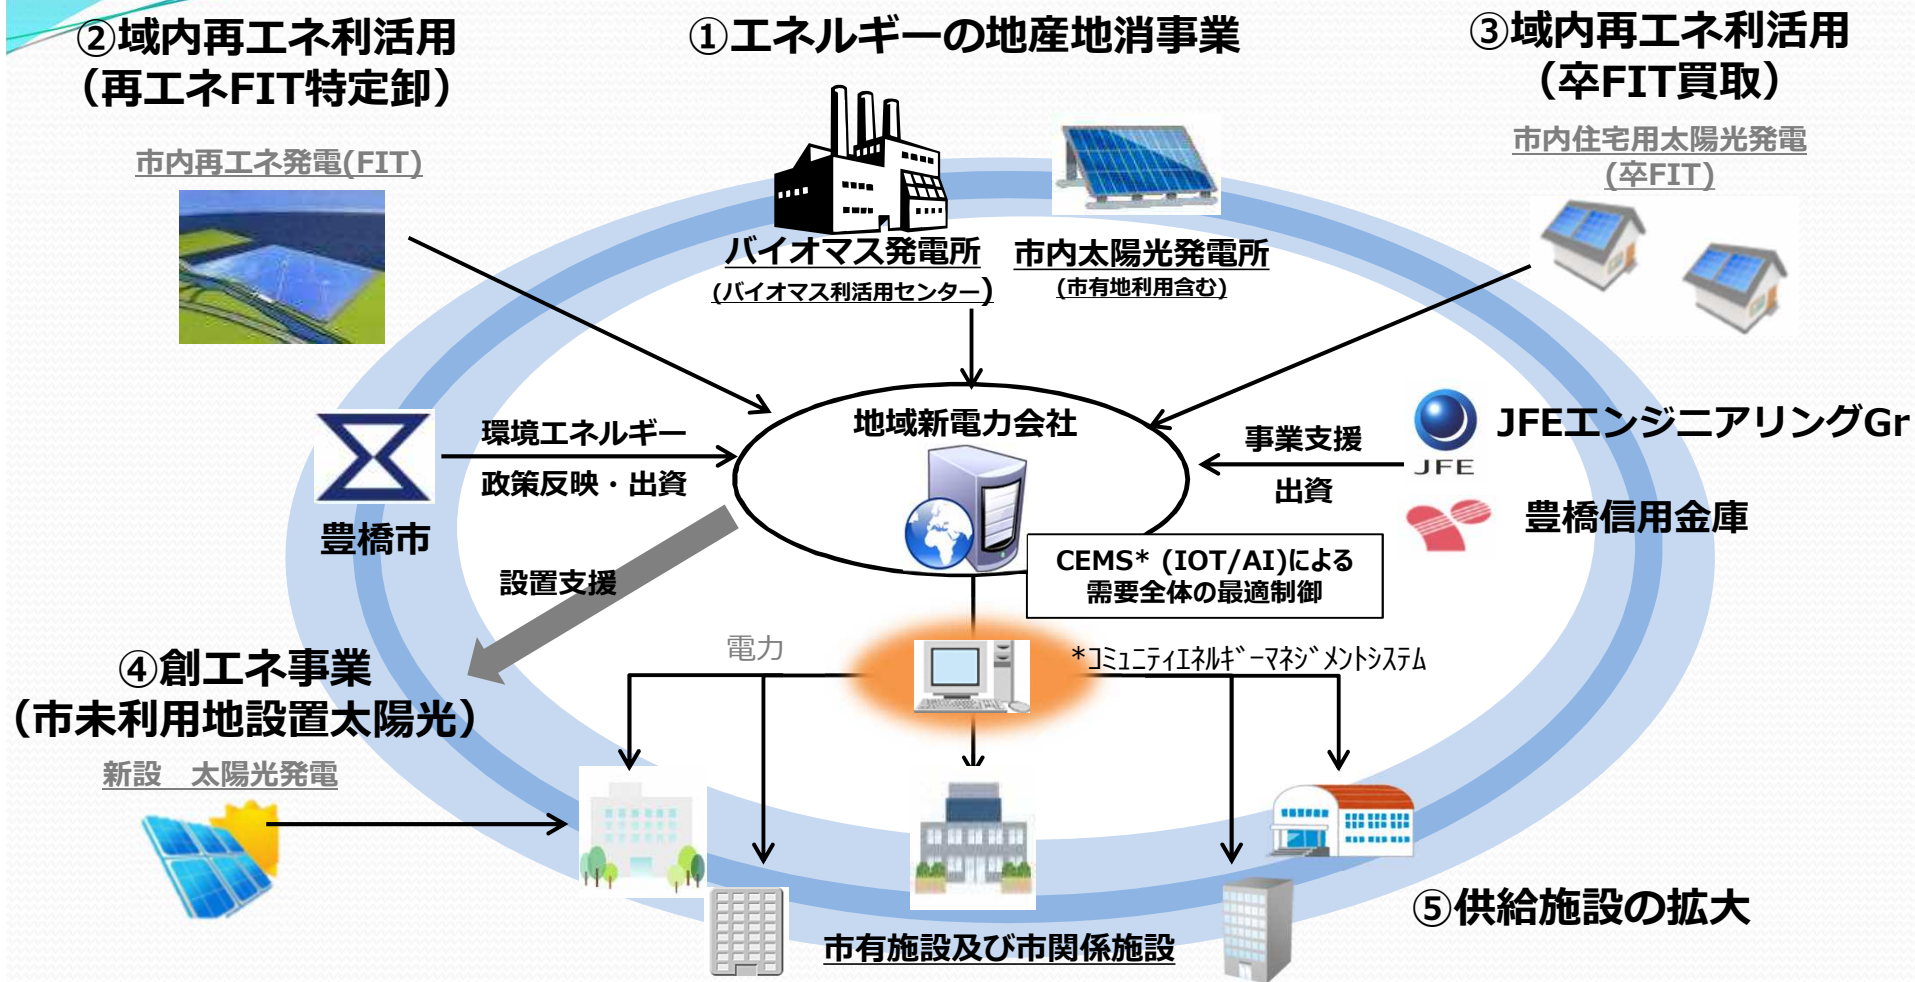 ②域内再エネ利活用
（再エネFIT特定卸）
①エネルギーの地産地消事業
③域内再エネ利活用
（卒FIT買取）
市内再エネ発電(FIT)
市内住宅用太陽光発電
(卒FIT)
バイオマス発電所
(バイオマス利活用センター)
市内太陽光発電所
(市有地利用含む)
地域新電力会社
環境エネルギー
政策反映・出資
豊橋市
事業支援
出資
JFE
JFEエンジニアリングGr
豊橋信用金庫
CEMS* (IOT/AI)による
需要全体の最適制御
設置支援
電力
*ｺﾐｭﾆﾃｨｴﾈﾙｷﾞｰﾏﾈｼﾞﾒﾝﾄｼｽﾃﾑ
④創エネ事業
（市未利用地設置太陽光）
新設　太陽光発電
⑤供給施設の拡大
市有施設及び市関係施設